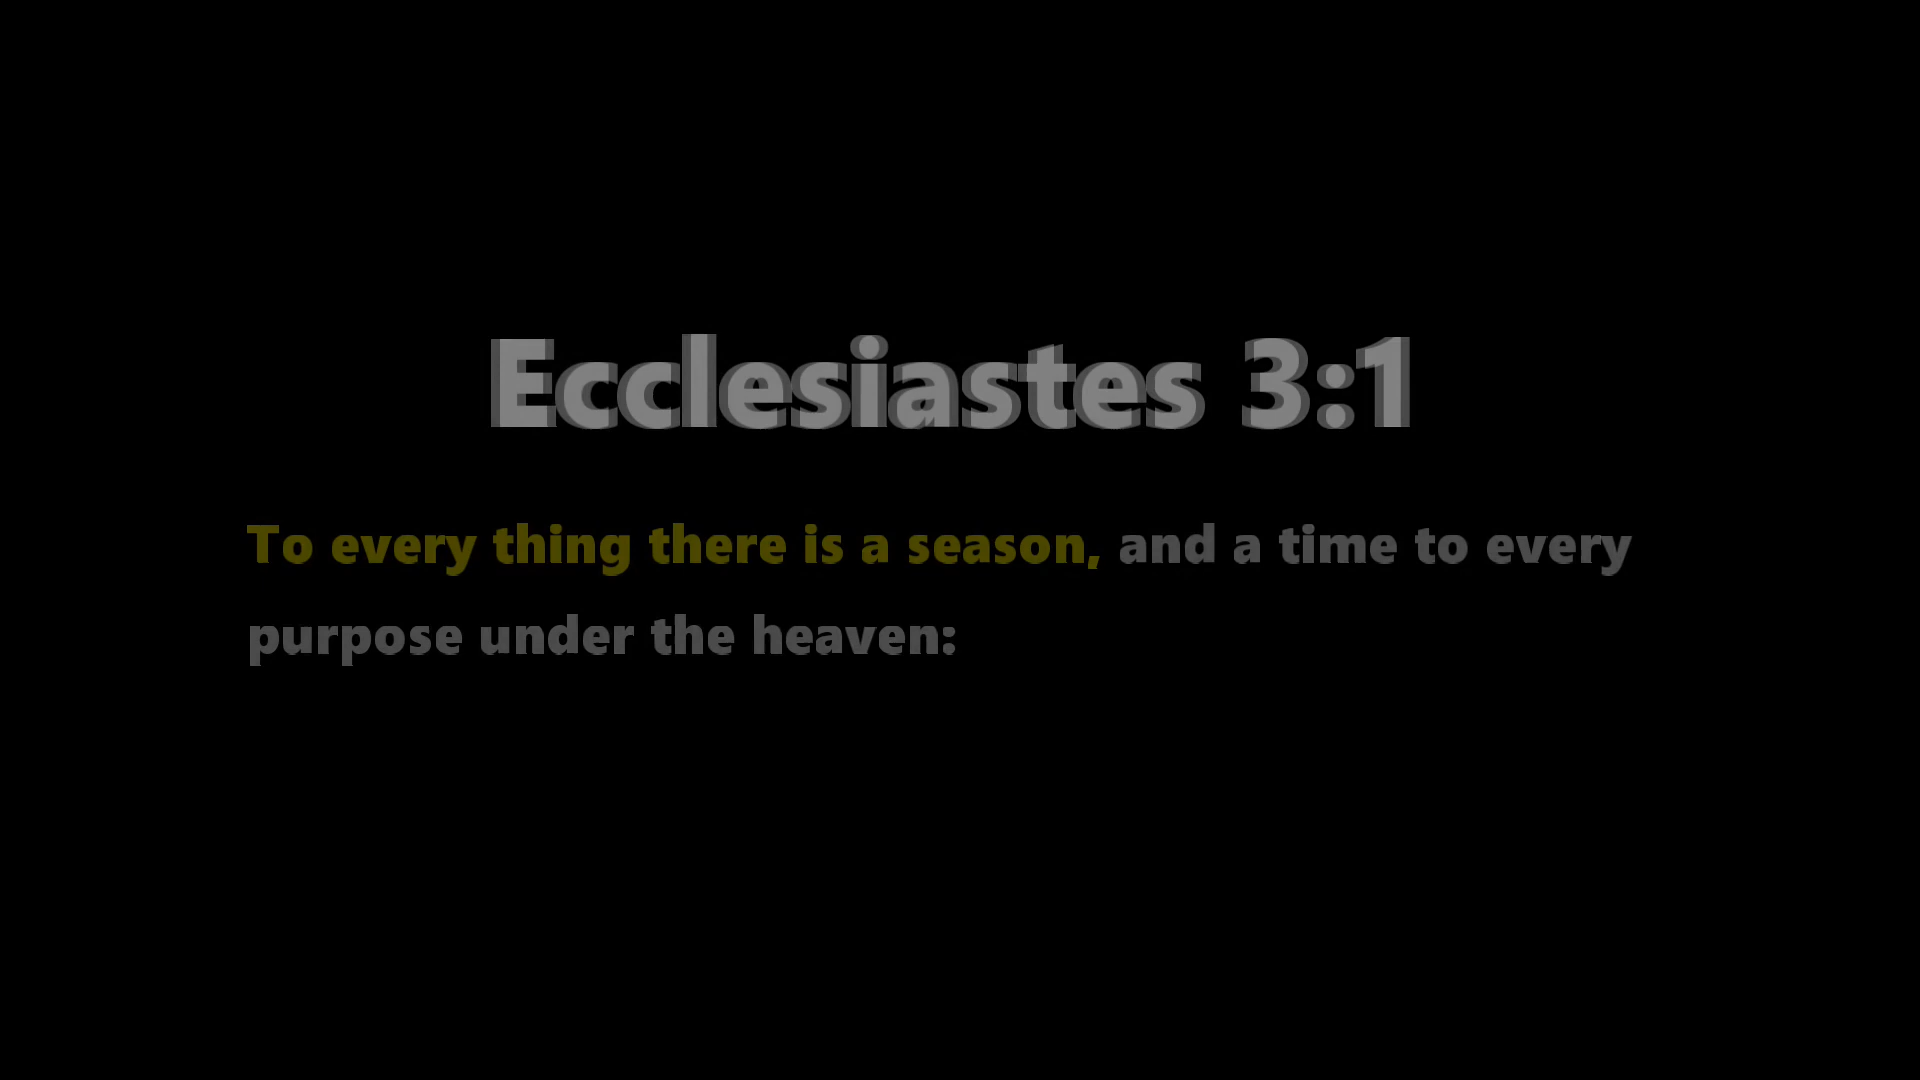 Ecclesiastes 3:1
To every thing there is a season, and a time to every
purpose under the heaven: